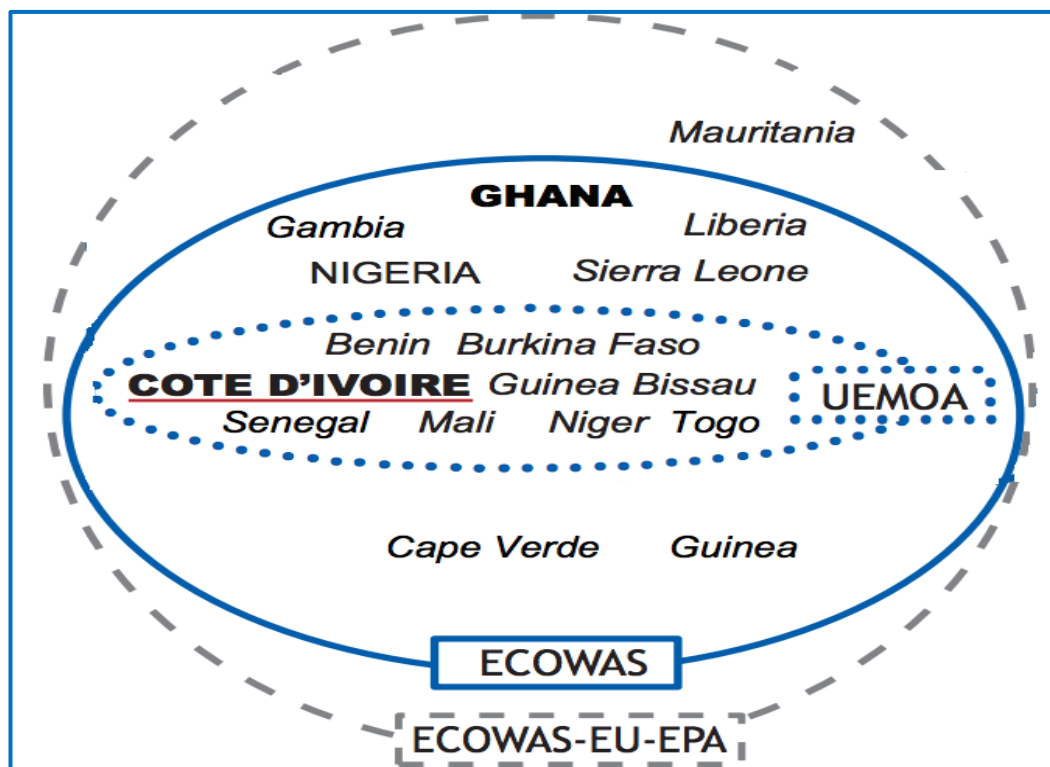 Mauritania
GHANA
Gambia Liberia
NIGERIA Sierra Leone
Benin Burkina Faso
COTE D'IVOIRE Guinea Bissau UEMOA
Senegal Mali Niger Togo
Cape Verde Guinea
ECOWAS
ECOWAS-EU-EPA